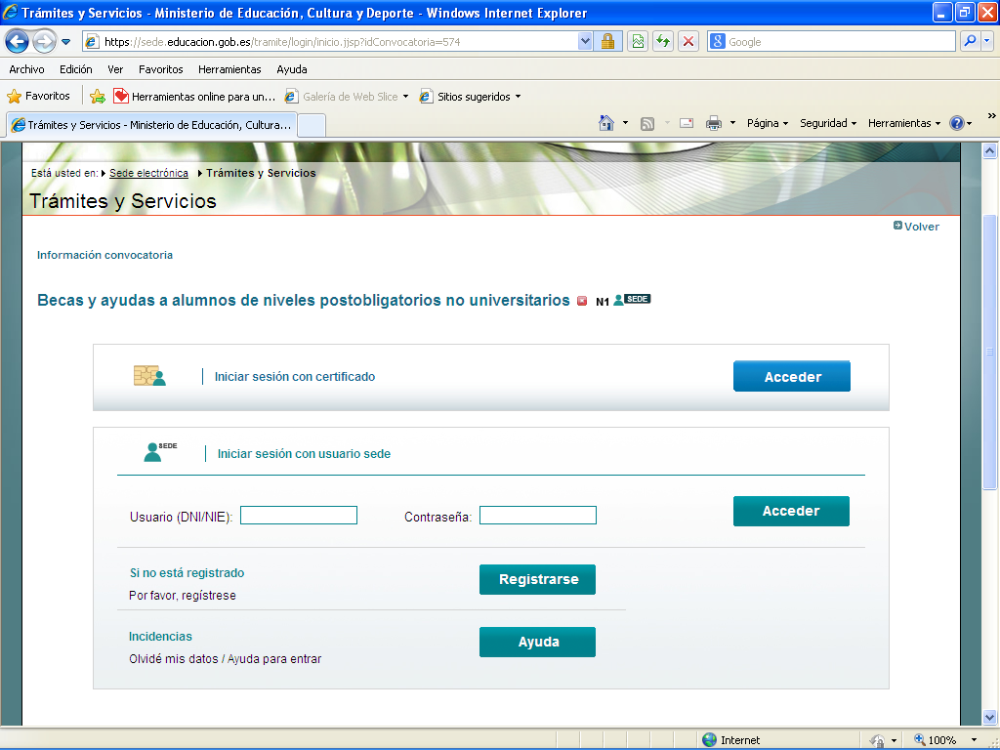 Trámites y Servicios - Ministerio de Educación, Cultura y Deporte - Windows Internet Explorer
https://sede.educacion.gob.es/tramite/login/inicio.jjsp?idConvocatoria=574
Google
Archivo Edición Ver Favoritos Herramientas Ayuda
Favoritos Herramientas online para un... Galería de Web Slice Sitios sugeridos
Trámites y Servicios - Ministerio de Educación, Cultura... Página Seguridad Herramientas »
Está usted en: Sede electrónica Trámites y Servicios
Trámites y Servicios
Volver
Información convocatoria
Becas y ayudas a alumnos de niveles postobligatorios no universitarios N1 SEDE
Iniciar sesión con certificado Acceder
SEDE Iniciar sesión con usuario sede
Usuario (DNI/NIE): Contraseña: Acceder
Si no está registrado
Por favor, regístrese
Registrarse
Incidencias
Olvidé mis datos / Ayuda para entrar
Ayuda
Internet 100%